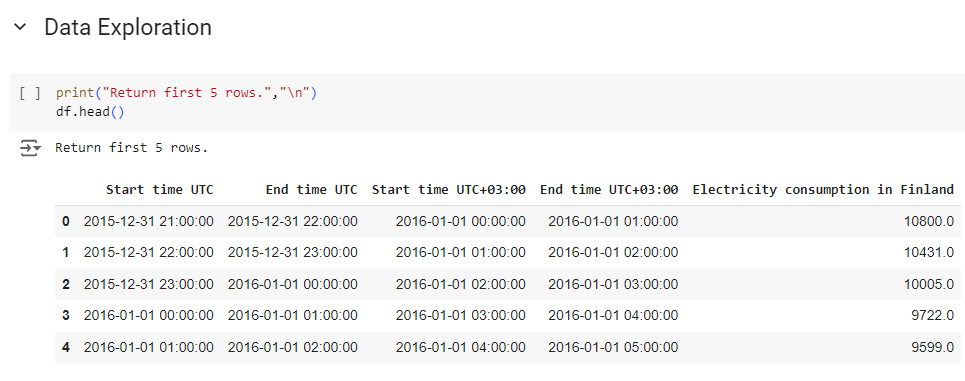 Data Exploration
[ ] print("Return first 5 rows.","\n")
df.head()
Return first 5 rows.
Start time UTC End time UTC Start time UTC+03:00 End time UTC+03:00 Electricity consumption in Finland
0 2015-12-31 21:00:00 2015-12-31 22:00:00 2016-01-01 00:00:00 2016-01-01 01:00:00 10800.0
1 2015-12-31 22:00:00 2015-12-31 23:00:00 2016-01-01 01:00:00 2016-01-01 02:00:00 10431.0
2 2015-12-31 23:00:00 2016-01-01 00:00:00 2016-01-01 02:00:00 2016-01-01 03:00:00 10005.0
3 2016-01-01 00:00:00 2016-01-01 01:00:00 2016-01-01 03:00:00 2016-01-01 04:00:00 9722.0
4 2016-01-01 01:00:00 2016-01-01 02:00:00 2016-01-01 04:00:00 2016-01-01 05:00:00 9599.0